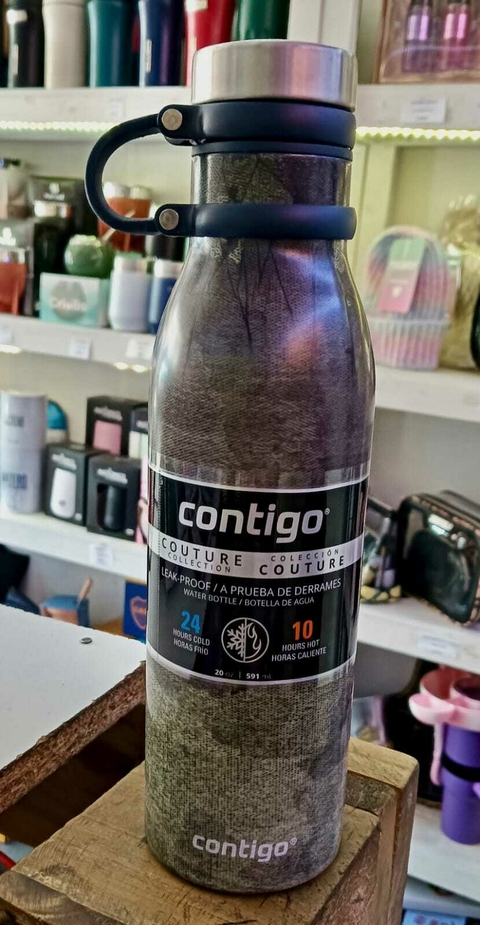 contigo®
COUTURE
COLLECTION
COLECCIÓN
COUTURE
LEAK-PROOF / A PRUEBA DE DERRAMES
WATER BOTTLE / BOTELLA DE AGUA
24
HOURS COLD
HORAS FRÍO
10
HOURS HOT
HORAS CALIENTE
20 oz | 591 mL
contigo®